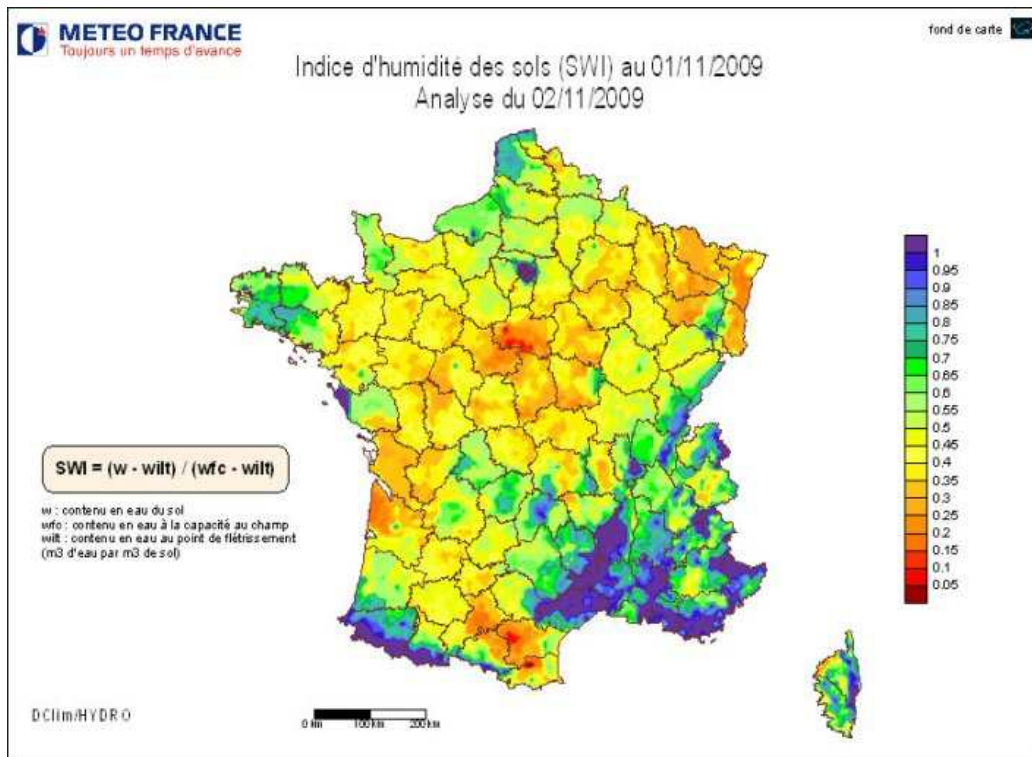 METEO FRANCE
Toujours un temps d'avance
fond de carte
Indice d'humidité des sols (SWI) au 01/11/2009
Analyse du 02/11/2009
1
0.95
0.9
0.85
0.8
0.75
0.7
0.65
0.6
0.55
0.5
0.45
0.4
0.35
0.3
0.25
0.2
0.15
0.1
0.05
SWI = (w - wilt) / (wfc - wilt)
w : contenu en eau du sol
wfc : contenu en eau à la capacité au champ
wilt : contenu en eau au point de flétrissement
(m3 d'eau par m3 de sol)
DClim/HYDRO
0 km 100 km 200 km